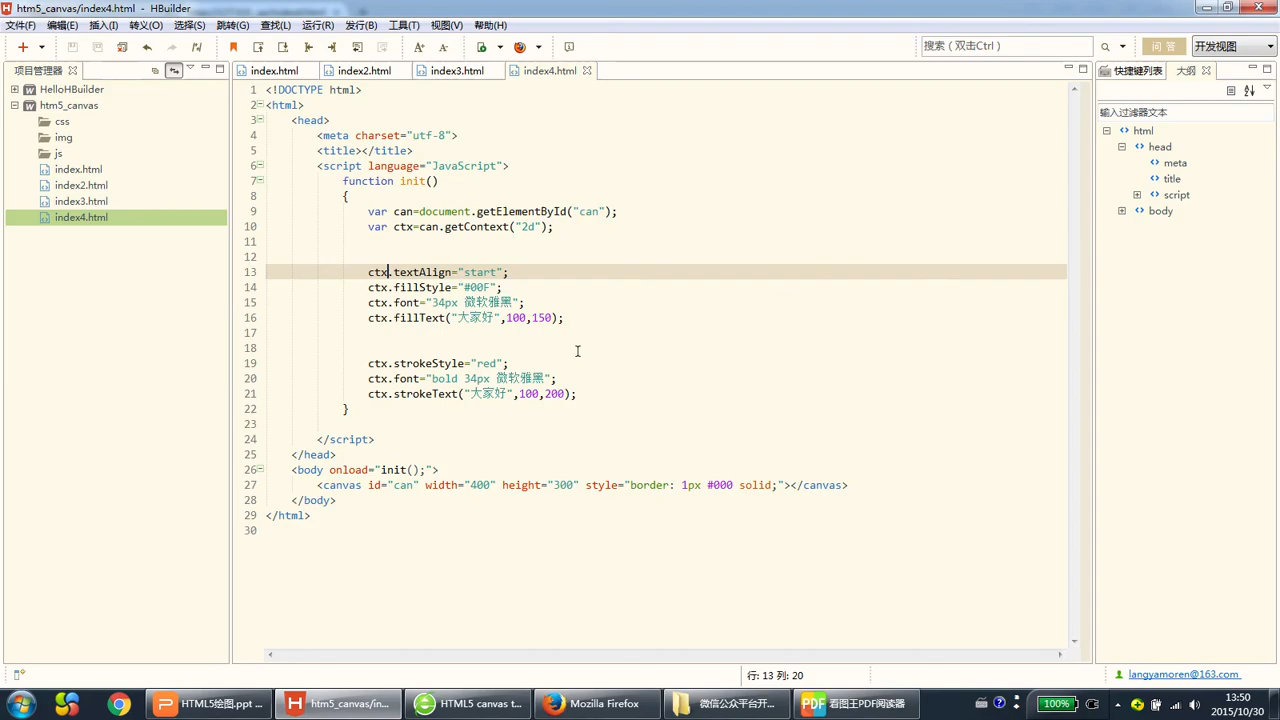 htm5_canvas/index4.html - HBuilder
文件(F) 编辑(E) 插入(I) 转义(O) 选择(S) 跳转(G) 查找(L) 运行(R) 发行(B) 工具(T) 视图(V) 帮助(H)
搜索（双击Ctrl） 问 答 开发视图
项目管理器
HelloHBuilder
htm5_canvas
css
img
js
index.html
index2.html
index3.html
index4.html
index.html index2.html index3.html index4.html
1 <!DOCTYPE html>
2 <html>
3 <head>
4 <meta charset="utf-8">
5 <title></title>
6 <script language="JavaScript">
7 function init()
8 {
9 var can=document.getElementById("can");
10 var ctx=can.getContext("2d");
11
12
13 ctx.textAlign="start";
14 ctx.fillStyle="#00F";
15 ctx.font="34px 微软雅黑";
16 ctx.fillText("大家好",100,150);
17
18
19 ctx.strokeStyle="red";
20 ctx.font="bold 34px 微软雅黑";
21 ctx.strokeText("大家好",100,200);
22 }
23
24 </script>
25 </head>
26 <body onload="init();">
27 <canvas id="can" width="400" height="300" style="border: 1px #000 solid;"></canvas>
28 </body>
29 </html>
30
快捷键列表 大纲
输入过滤器文本
html
head
meta
title
script
body
行: 13 列: 20
langyamoren@163.com
HTML5绘图.ppt ...
htm5_canvas/in...
HTML5 canvas t...
Mozilla Firefox
微信公众平台开...
看图王PDF阅读器
100%
13:50
2015/10/30